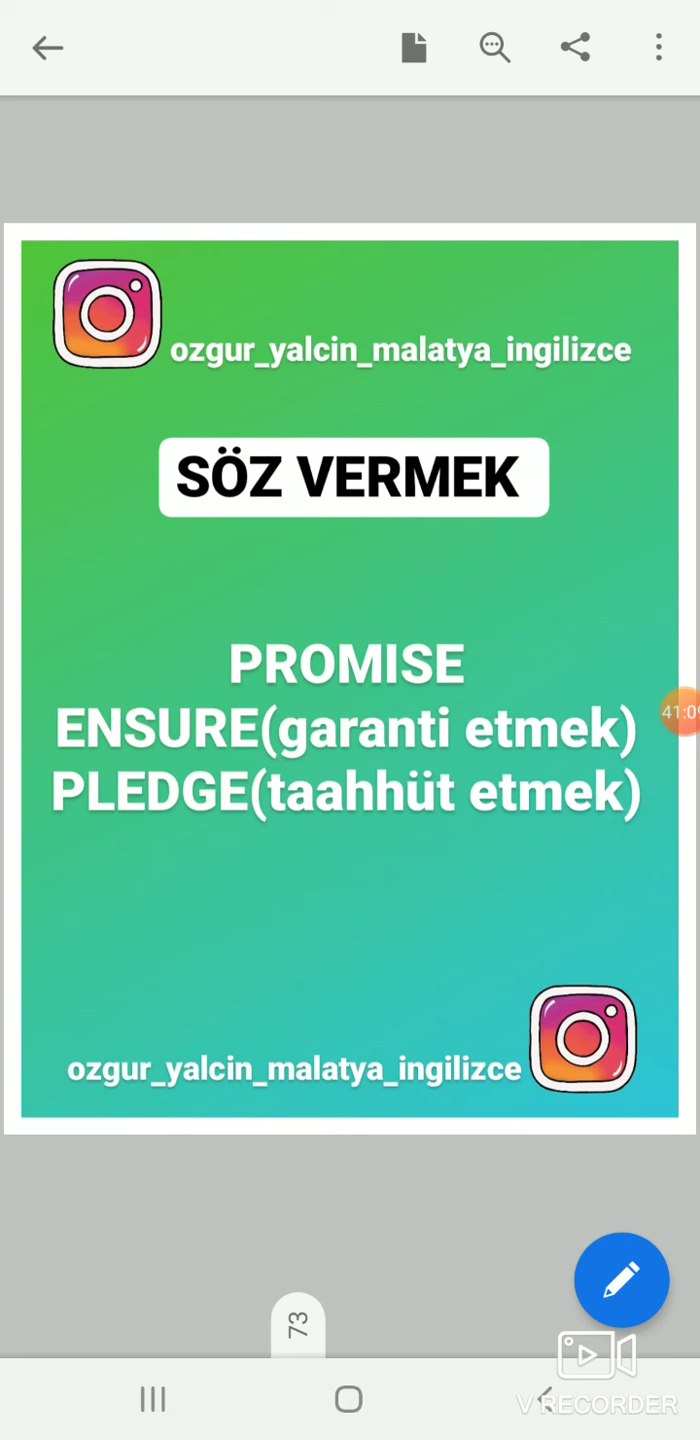 ozgur_yalcin_malatya_ingilizce
SÖZ VERMEK
PROMISE
ENSURE(garanti etmek)
PLEDGE(taahhüt etmek)
ozgur_yalcin_malatya_ingilizce
73
V RECORDER